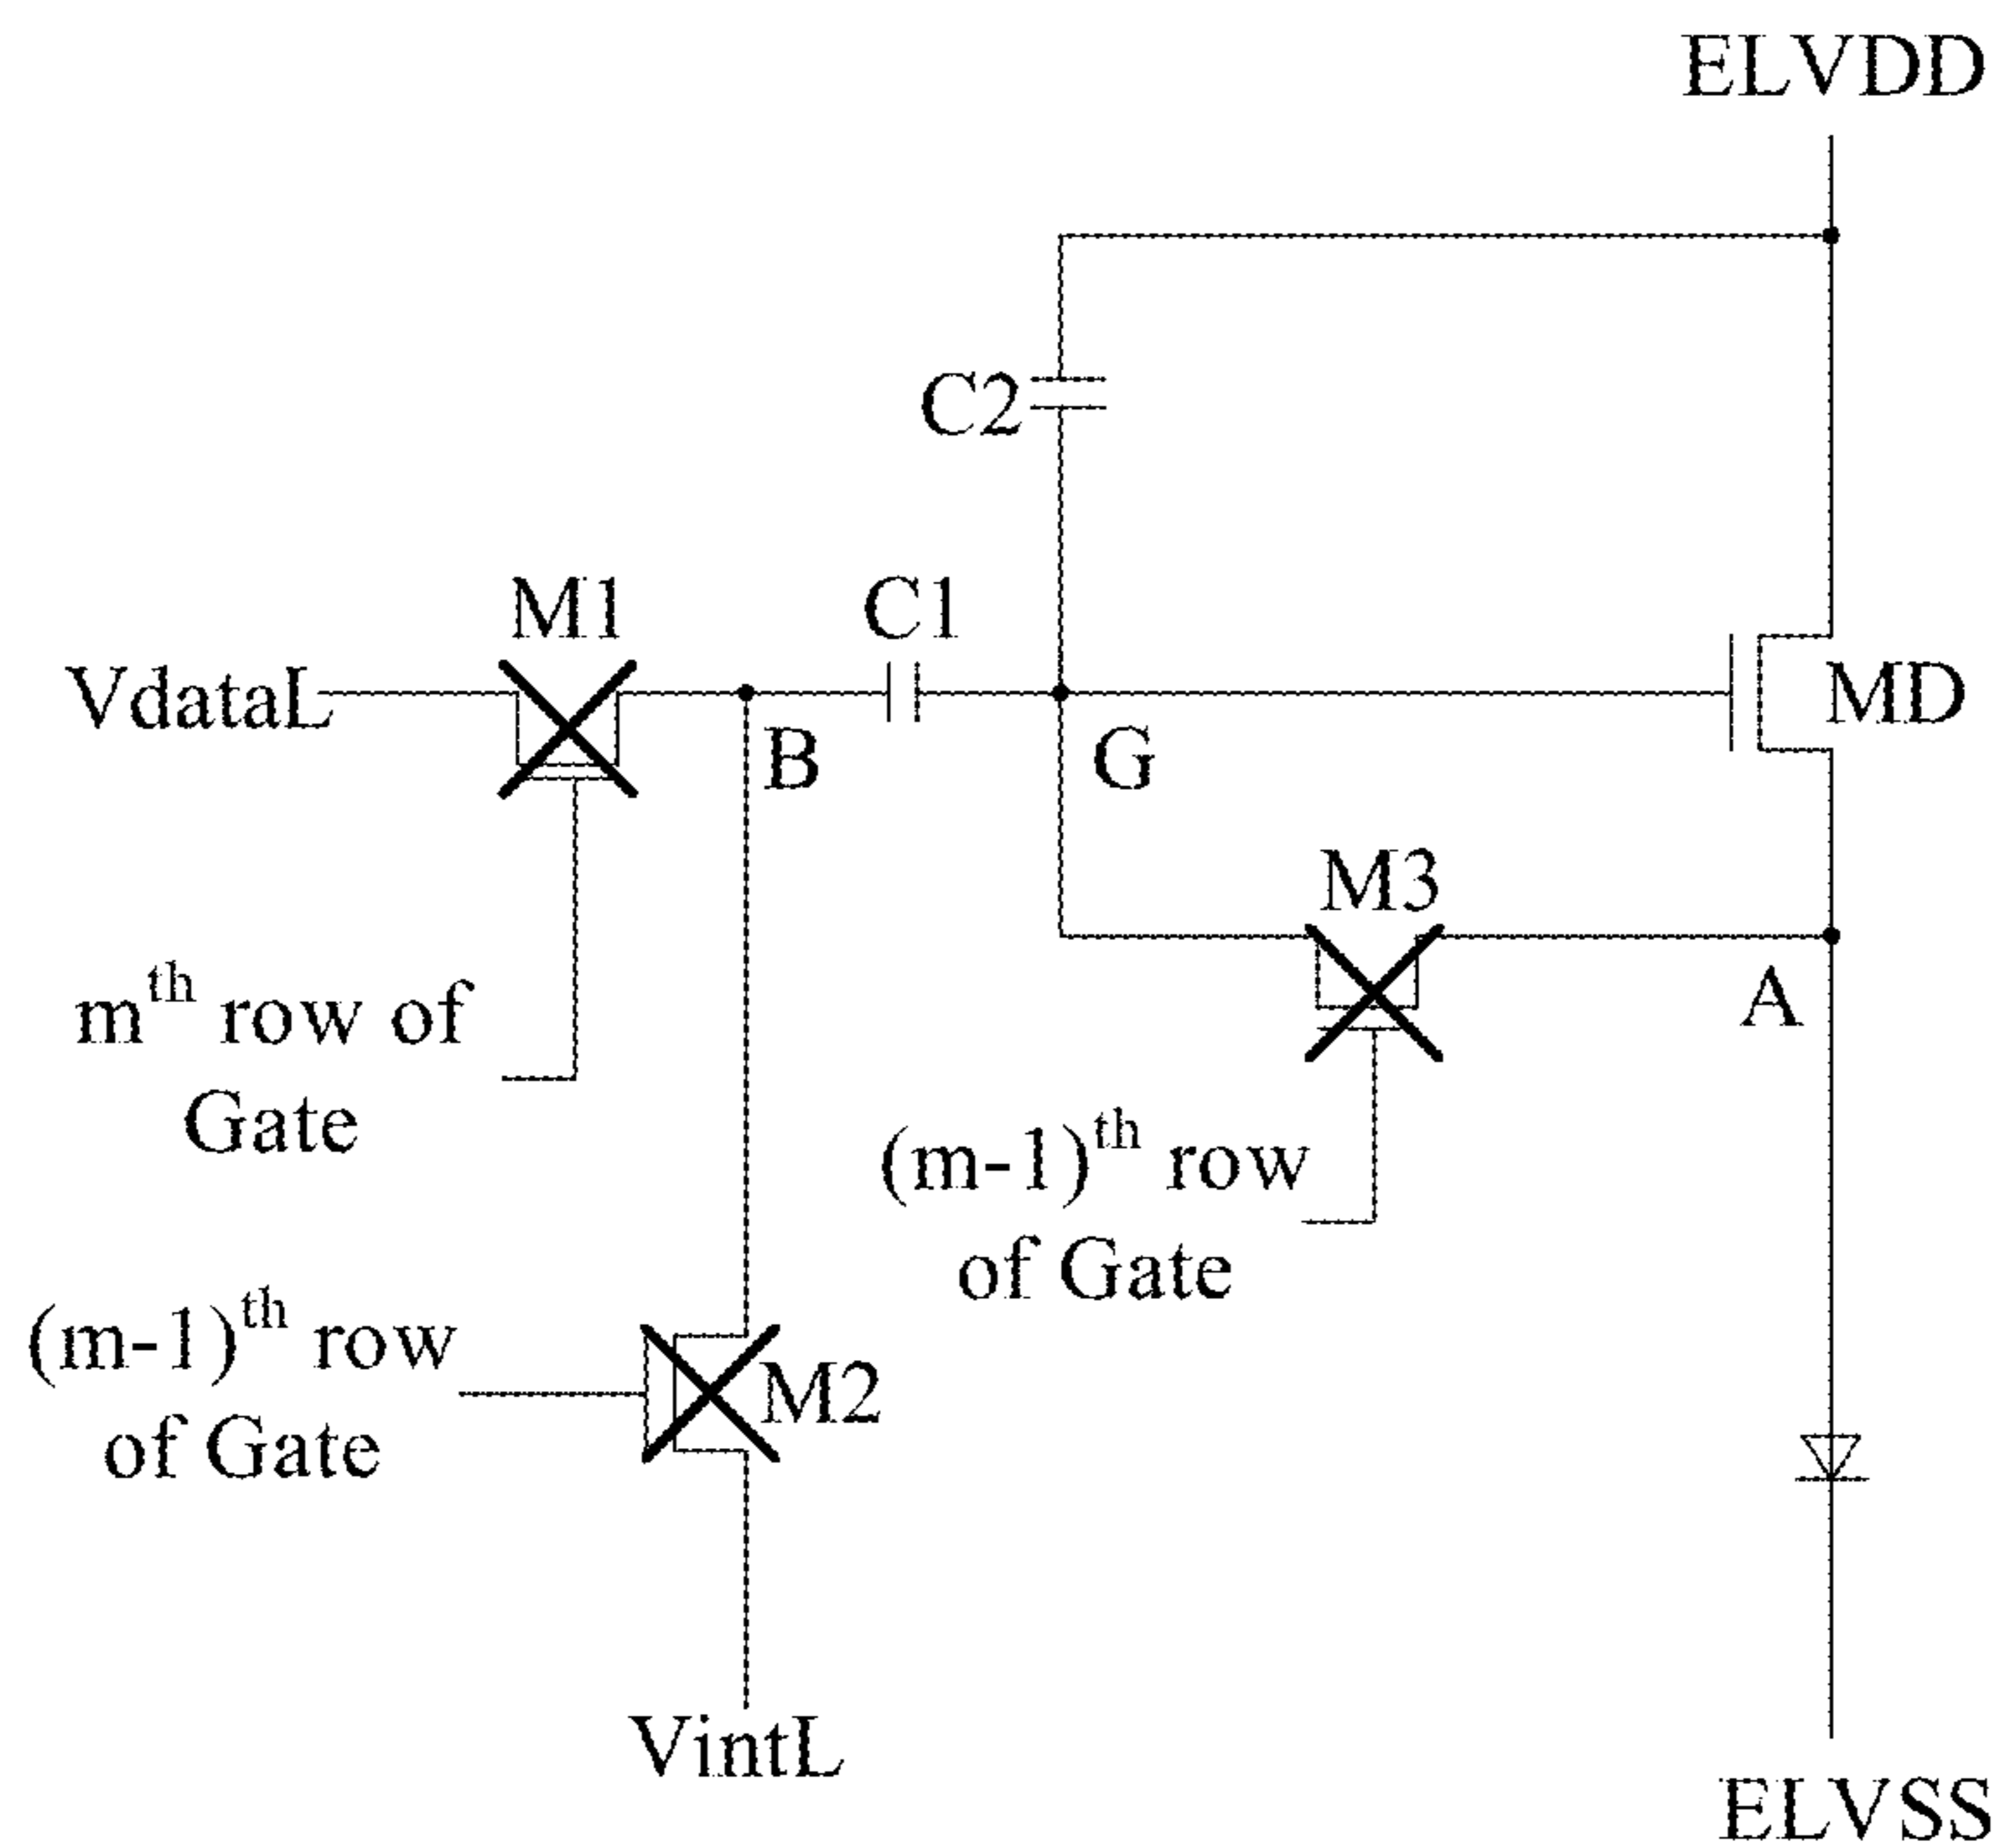 ELVDD
C2
M1
C1
VdataL
MD
B
G
M3
A
mth row of
Gate
(m-1)th row
of Gate
(m-1)th row
of Gate
M2
VintL
ELVSS